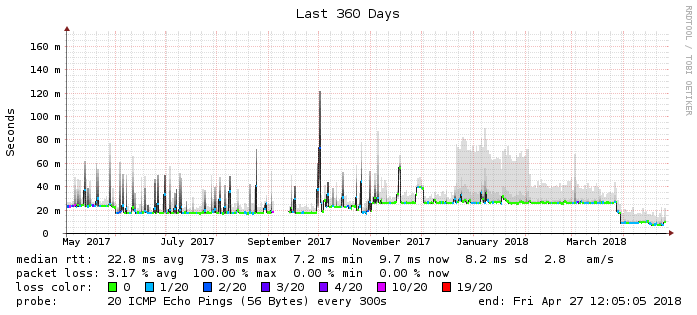 Last 360 Days
RRDTOOL / TOBI OETIKER
Seconds
160 m
140 m
120 m
100 m
80 m
60 m
40 m
20 m
0
May 2017 July 2017 September 2017 November 2017 January 2018 March 2018
median rtt: 22.8 ms avg 73.3 ms max 7.2 ms min 9.7 ms now 8.2 ms sd 2.8 am/s
packet loss: 3.17 % avg 100.00 % max 0.00 % min 0.00 % now
loss color: 0 1/20 2/20 3/20 4/20 10/20 19/20
probe: 20 ICMP Echo Pings (56 Bytes) every 300s end: Fri Apr 27 12:05:05 2018